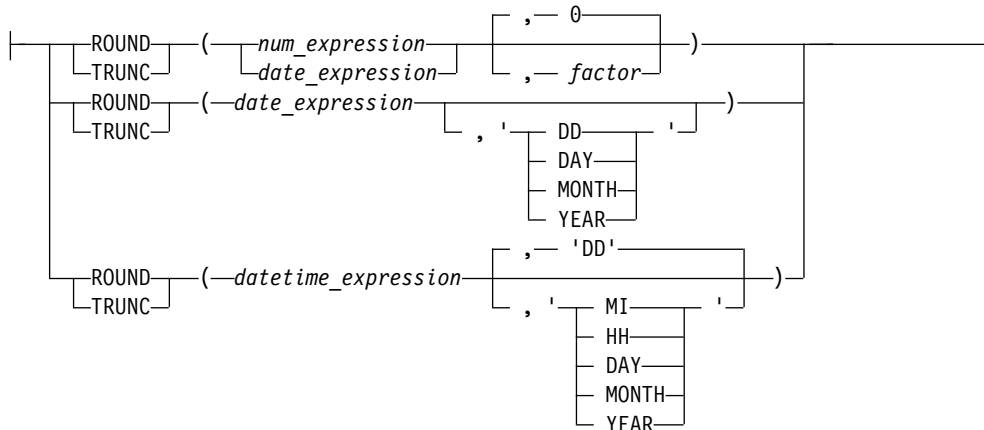 , 0
ROUND ( num_expression )
TRUNC date_expression , factor
ROUND ( date_expression )
TRUNC , ' DD '
DAY
MONTH
YEAR
, 'DD'
ROUND ( datetime_expression )
TRUNC , ' MI '
HH
DAY
MONTH
YEAR